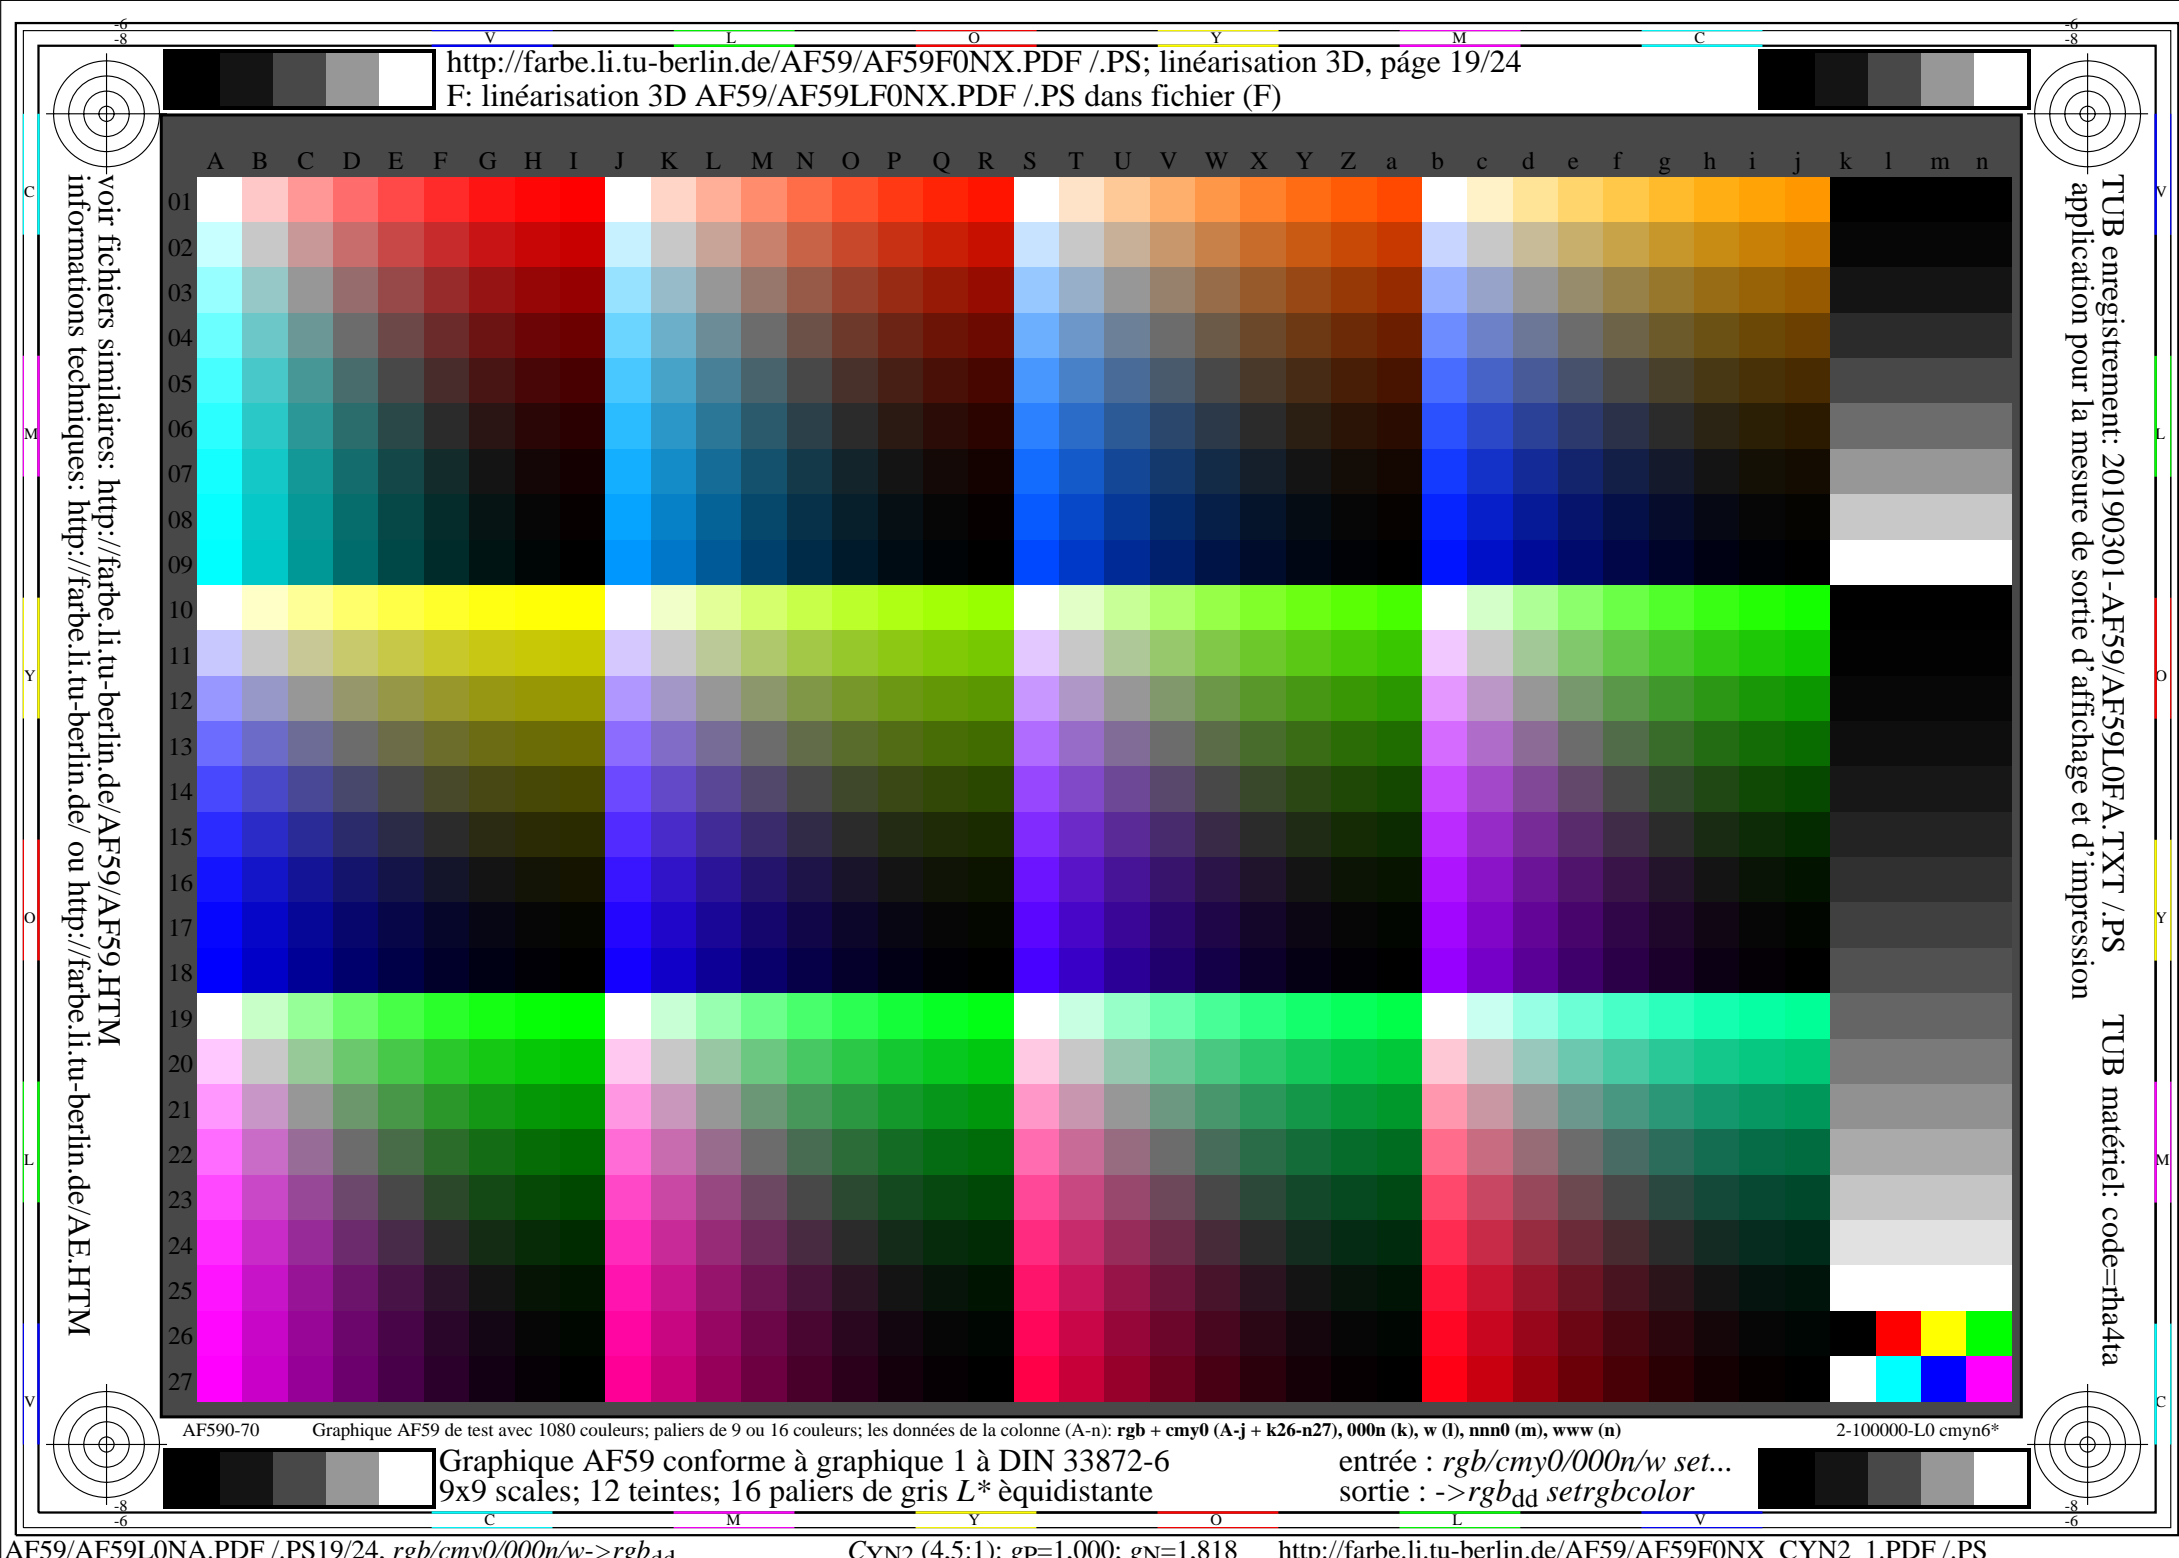 -6
-8
V L O Y M C
-6
-8
http://farbe.li.tu-berlin.de/AF59/AF59F0NX.PDF /.PS; linéarisation 3D, páge 19/24
F: linéarisation 3D AF59/AF59LF0NX.PDF /.PS dans fichier (F)
A B C D E F G H I J K L M N O P Q R S T U V W X Y Z a b c d e f g h i j k l m n
01
02
03
04
05
06
07
08
09
10
11
12
13
14
15
16
17
18
19
20
21
22
23
24
25
26
27
C
M
Y
O
L
V
voir fichiers similaires: http://farbe.li.tu-berlin.de/AF59/AF59.HTM
informations techniques: http://farbe.li.tu-berlin.de/ ou http://farbe.li.tu-berlin.de/AE.HTM
TUB enregistrement: 20190301-AF59/AF59L0FA.TXT /.PS TUB matériel: code=rha4ta
application pour la mesure de sortie d'affichage et d'impression
V
L
O
Y
M
C
AF590-70 Graphique AF59 de test avec 1080 couleurs; paliers de 9 ou 16 couleurs; les données de la colonne (A-n): rgb + cmy0 (A-j + k26-n27), 000n (k), w (l), nnn0 (m), www (n) 2-100000-L0 cmyn6*
Graphique AF59 conforme à graphique 1 à DIN 33872-6 entrée : rgb/cmy0/000n/w set...
9x9 scales; 12 teintes; 16 paliers de gris L* èquidistante sortie : ->rgbdd setrgbcolor
-8
-6
C M Y O L V
-8
-6
AF59/AF59L0NA.PDF /.PS19/24, rgb/cmy0/000n/w->rgbdd CYN2 (4,5:1): gP=1,000; gN=1,818 http://farbe.li.tu-berlin.de/AF59/AF59F0NX_CYN2_1.PDF /.PS